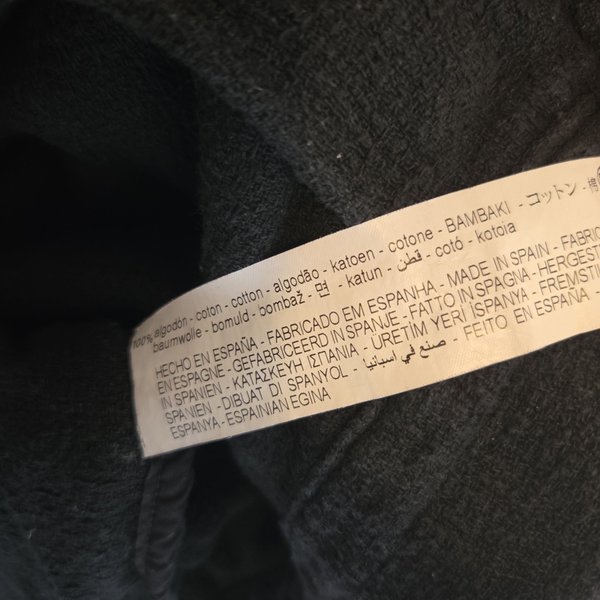 100% algodón - coton - cotton - algodão - katoen - cotone - BAMBAKI - コットン - 棉
baumwolle - bomuld - bombaž - 면 - katun - قطن - cotó - kotoia
HECHO EN ESPAÑA - FABRICADO EM ESPANHA - MADE IN SPAIN - FABRIC
EN ESPAGNE - GEFABRICEERD IN SPANJE - FATTO IN SPAGNA - HERGEST
IN SPANIEN - ΚΑΤΑΣΚΕΥΗ ΙΣΠΑΝΙΑ - ÜRETİM YERİ İSPANYA - FREMSTIL
SPANIEN - DIBUAT DI SPANYOL - صنع في أسبانيا - FEITO EN ESPAÑA -
ESPANYA - ESPAINIAN EGINA